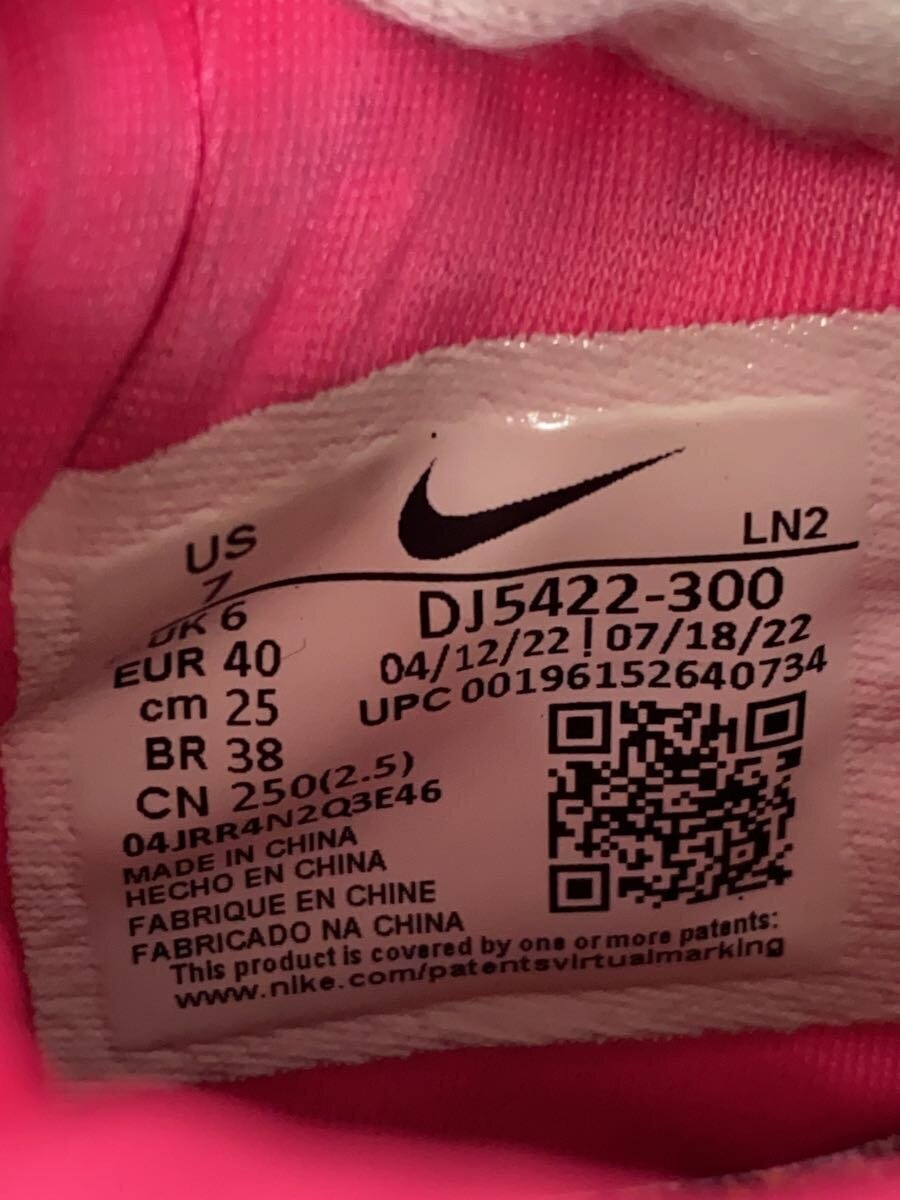 US
7
UK 6
EUR 40
cm 25
BR 38
CN 250(2.5)
LN2
DJ5422-300
04/12/22 | 07/18/22
UPC 00196152640734
04JRR4N2Q3E46
MADE IN CHINA
HECHO EN CHINA
FABRIQUE EN CHINE
FABRICADO NA CHINA
This product is covered by one or more patents:
www.nike.com/patentsvirtualmarking